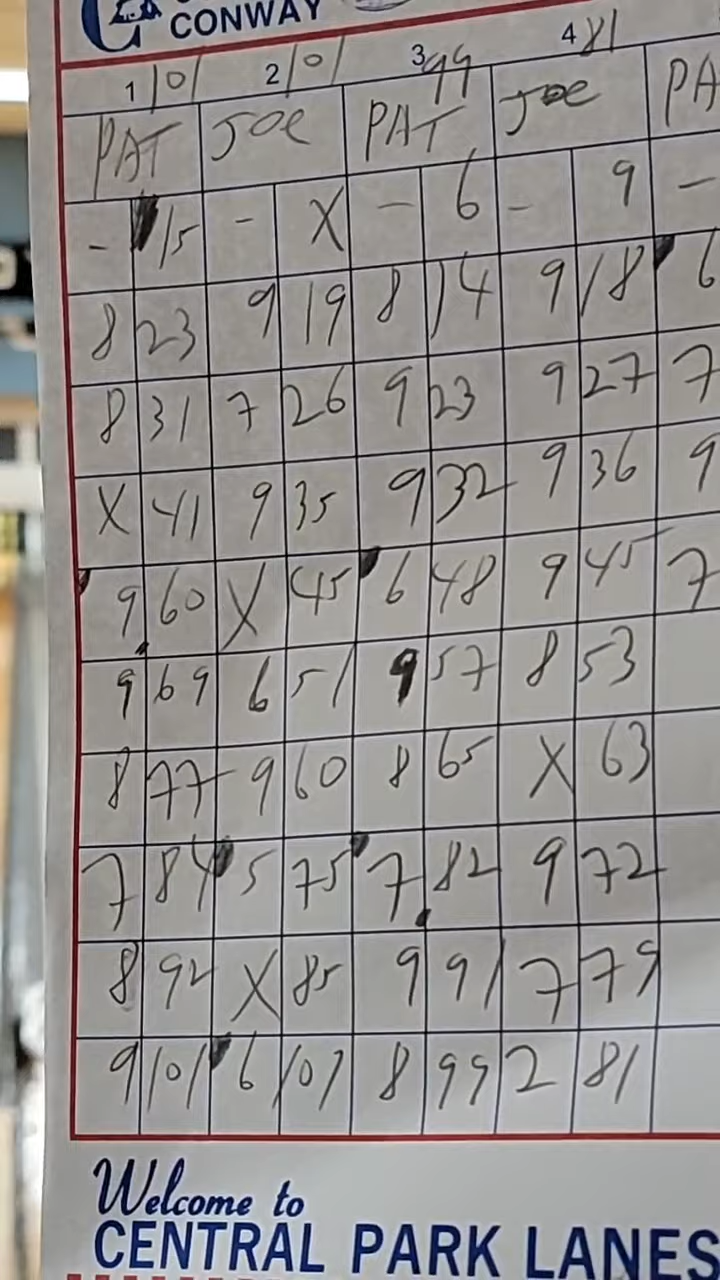 CONWAY
1 101 2 101 3 99 4 81
PAT Joe PAT Joe PA
- 15 - X - 6 - 9 -
8 23 9 19 8 14 9 18 6
8 31 7 26 9 23 9 27 7
X 41 9 35 9 32 9 36 9
9 60 X 45 6 48 9 45 7
9 69 6 51 9 57 8 53
8 77 9 60 8 65 X 63
7 84 5 75 7 82 9 72
8 92 X 85 9 91 7 79
9 101 6 101 8 99 2 81
Welcome to
CENTRAL PARK LANES